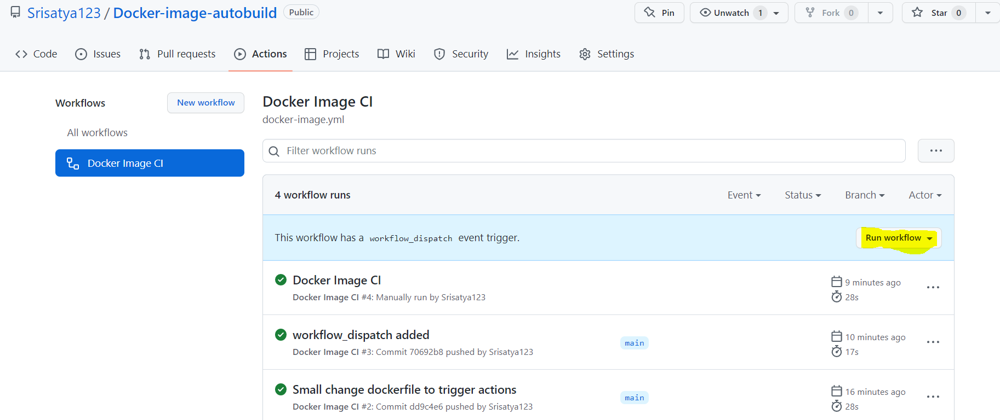 Srisatya123 / Docker-image-autobuild Public
Pin Unwatch 1 Fork 0 Star 0
Code Issues Pull requests Actions Projects Wiki Security Insights Settings
Workflows New workflow
All workflows
Docker Image CI
Docker Image CI
docker-image.yml
Filter workflow runs ...
4 workflow runs Event Status Branch Actor
This workflow has a workflow_dispatch event trigger. Run workflow
Docker Image CI 9 minutes ago
Docker Image CI #4: Manually run by Srisatya123 28s
workflow_dispatch added main 10 minutes ago
Docker Image CI #3: Commit 70692b8 pushed by Srisatya123 17s
Small change dockerfile to trigger actions main 16 minutes ago
Docker Image CI #2: Commit dd9c4e6 pushed by Srisatya123 28s